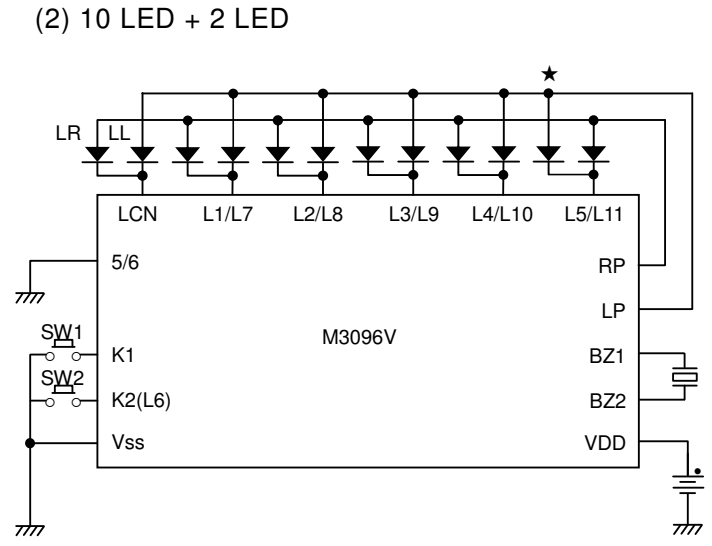 (2) 10 LED + 2 LED
★
LR LL
LCN L1/L7 L2/L8 L3/L9 L4/L10 L5/L11
5/6
RP
LP
SW1
K1
M3096V
BZ1
SW2
K2(L6)
BZ2
Vss
VDD